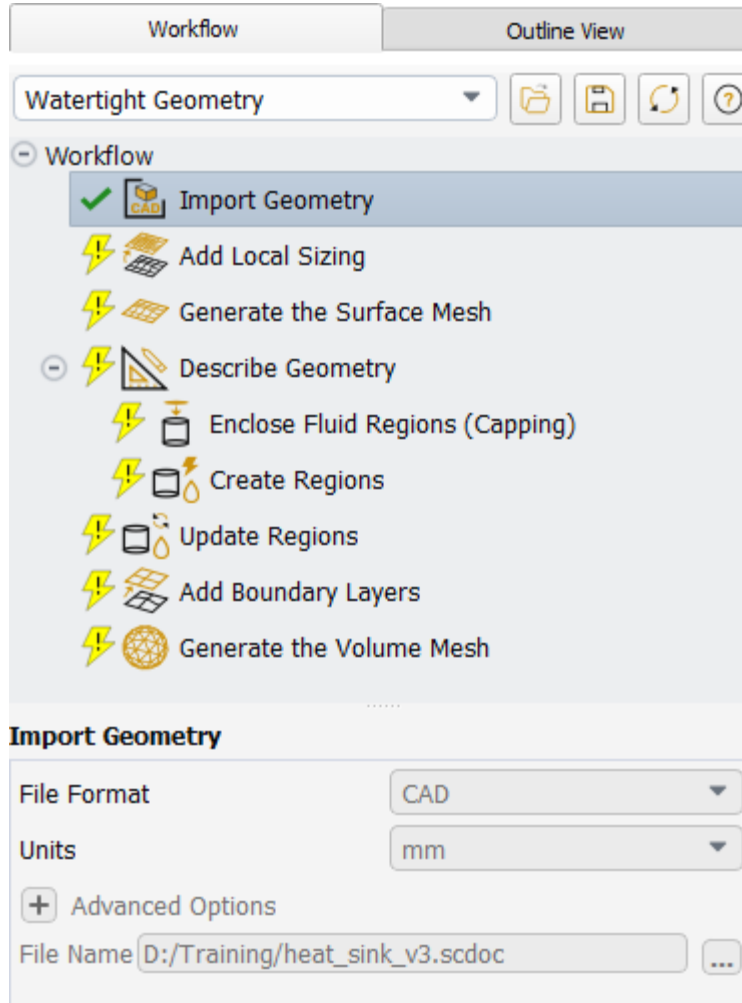 Workflow Outline View
Watertight Geometry
Workflow
CAD Import Geometry
Add Local Sizing
Generate the Surface Mesh
Describe Geometry
Enclose Fluid Regions (Capping)
Create Regions
Update Regions
Add Boundary Layers
Generate the Volume Mesh
Import Geometry
File Format CAD
Units mm
Advanced Options
File Name D:/Training/heat_sink_v3.scdoc ...